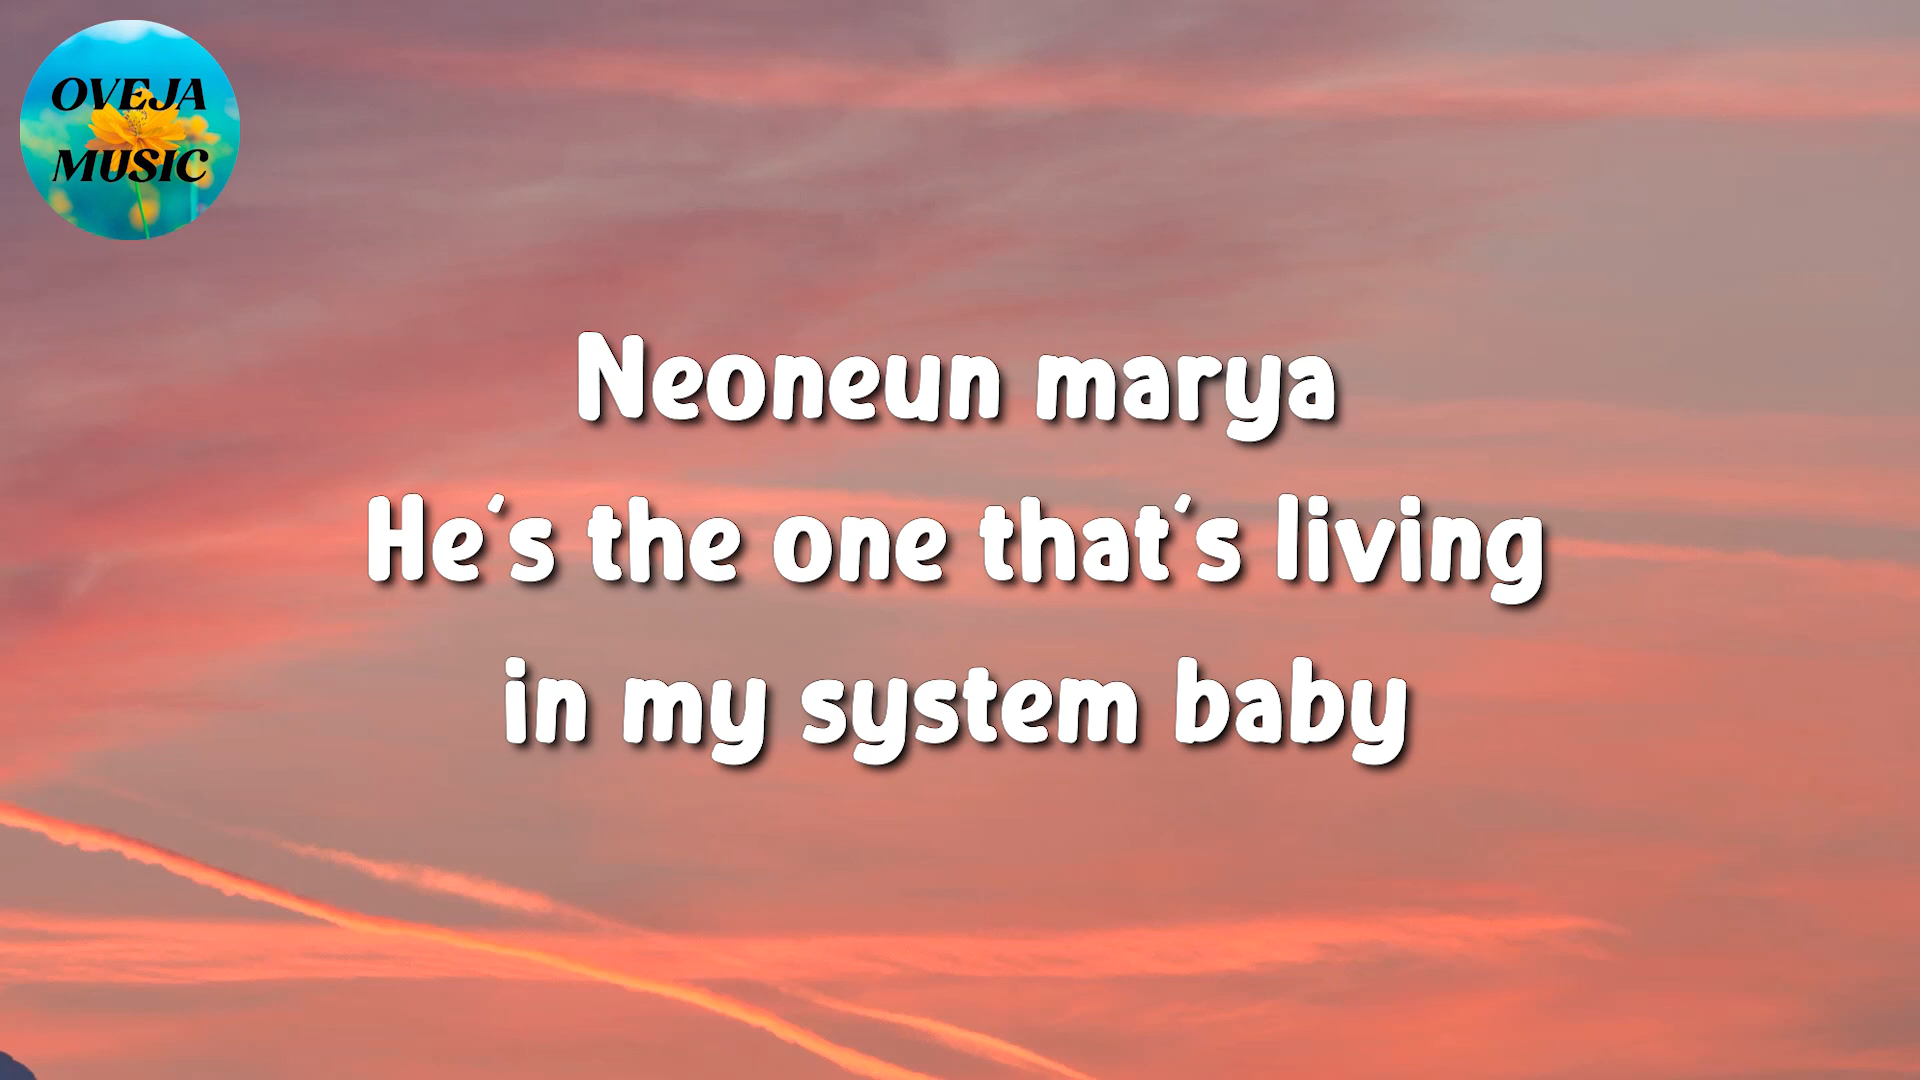 OVEJA
MUSIC
Neoneun marya
He's the one that's living
in my system baby